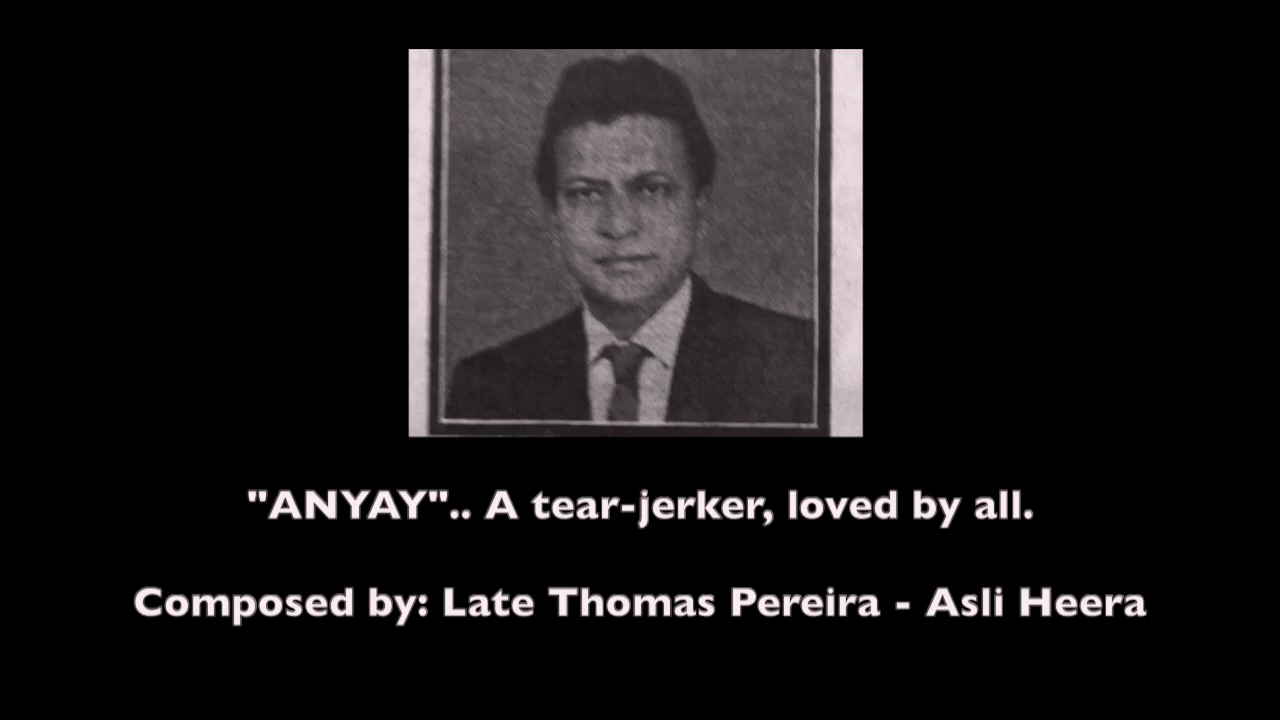 "ANYAY".. A tear-jerker, loved by all.
Composed by: Late Thomas Pereira - Asli Heera